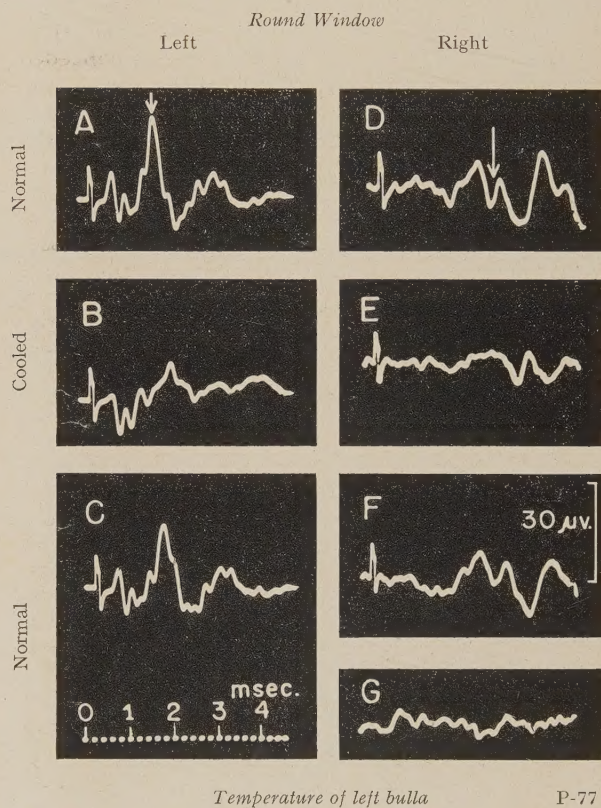 Round Window
Left Right
Normal
A D
Cooled
B E
Normal
C F
30 μv.
G
msec.
0 1 2 3 4
Temperature of left bulla P-77